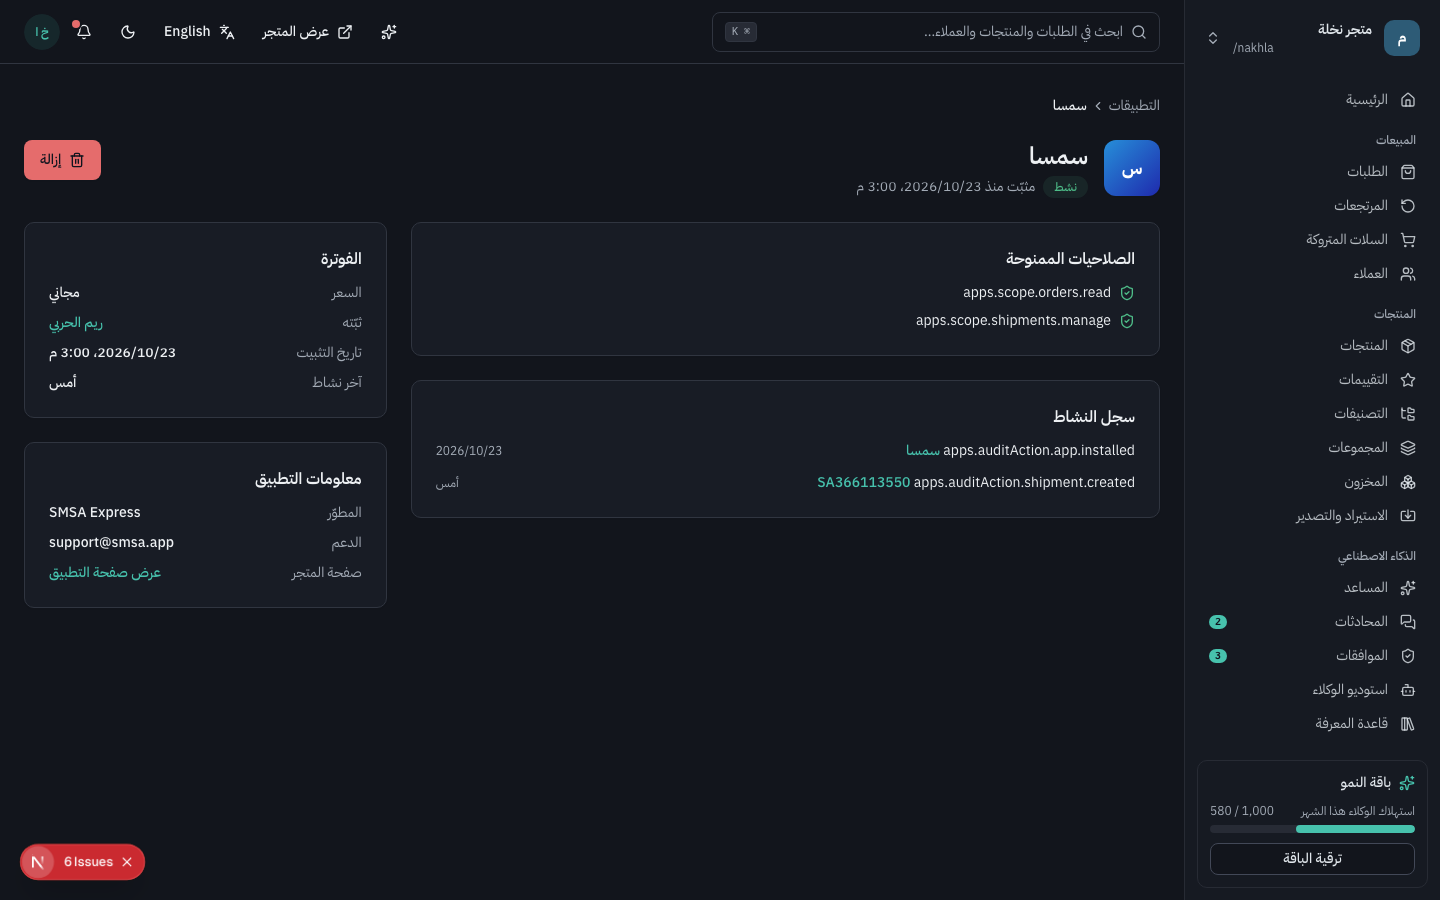 متجر نخلة
/nakhla
م
ابحث في الطلبات والمنتجات والعملاء...
⌘ K
عرض المتجر
English
خ ا
الرئيسية
المبيعات
الطلبات
المرتجعات
السلات المتروكة
العملاء
المنتجات
المنتجات
التقييمات
التصنيفات
المجموعات
المخزون
الاستيراد والتصدير
الذكاء الاصطناعي
المساعد
المحادثات 2
الموافقات 3
استوديو الوكلاء
قاعدة المعرفة
باقة النمو
استهلاك الوكلاء هذا الشهر 580 / 1,000
ترقية الباقة
التطبيقات › سمسا
س
سمسا
نشط مثبّت منذ 2026/10/23، 3:00 م
إزالة
الصلاحيات الممنوحة
apps.scope.orders.read
apps.scope.shipments.manage
سجل النشاط
apps.auditAction.app.installed سمسا 2026/10/23
apps.auditAction.shipment.created SA366113550 أمس
الفوترة
السعر مجاني
ثبّته ريم الحربي
تاريخ التثبيت 2026/10/23، 3:00 م
آخر نشاط أمس
معلومات التطبيق
المطوّر SMSA Express
الدعم support@smsa.app
صفحة المتجر عرض صفحة التطبيق
N 6 Issues